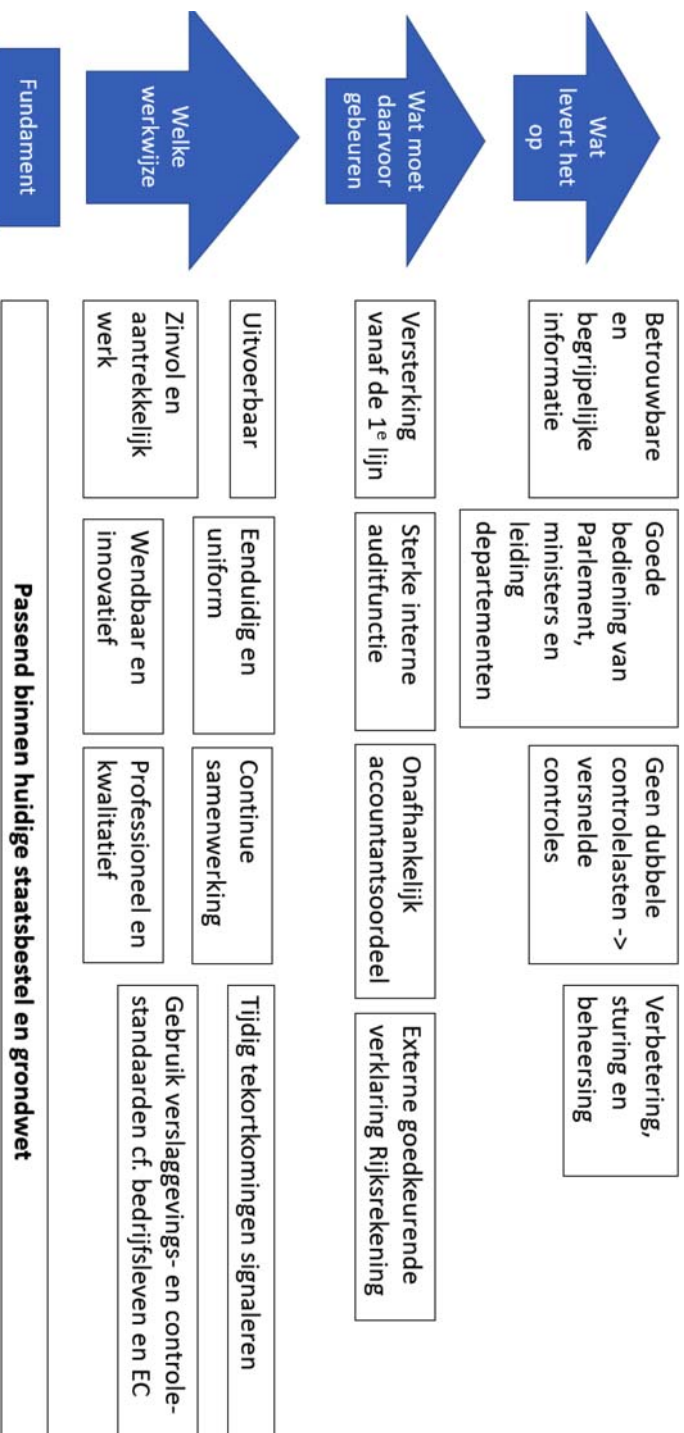 Wat
levert het
op
Betrouwbare
en
begrijpelijke
informatie
Goede
bediening van
Parlement,
ministers en
leiding
departementen
Geen dubbele
controlelasten ->
versnelde
controles
Verbetering,
sturing en
beheersing
Wat moet
daarvoor
gebeuren
Versterking
vanaf de 1e lijn
Sterke interne
auditfunctie
Onafhankelijk
accountantsoordeel
Externe goedkeurende
verklaring Rijksrekening
Welke
werkwijze
Uitvoerbaar
Eenduidig en
uniform
Continue
samenwerking
Tijdig tekortkomingen signaleren
Zinvol en
aantrekkelijk
werk
Wendbaar en
innovatief
Professioneel en
kwalitatief
Gebruik verslaggevings- en controle-
standaarden cf. bedrijfsleven en EC
Fundament
Passend binnen huidige staatsbestel en grondwet